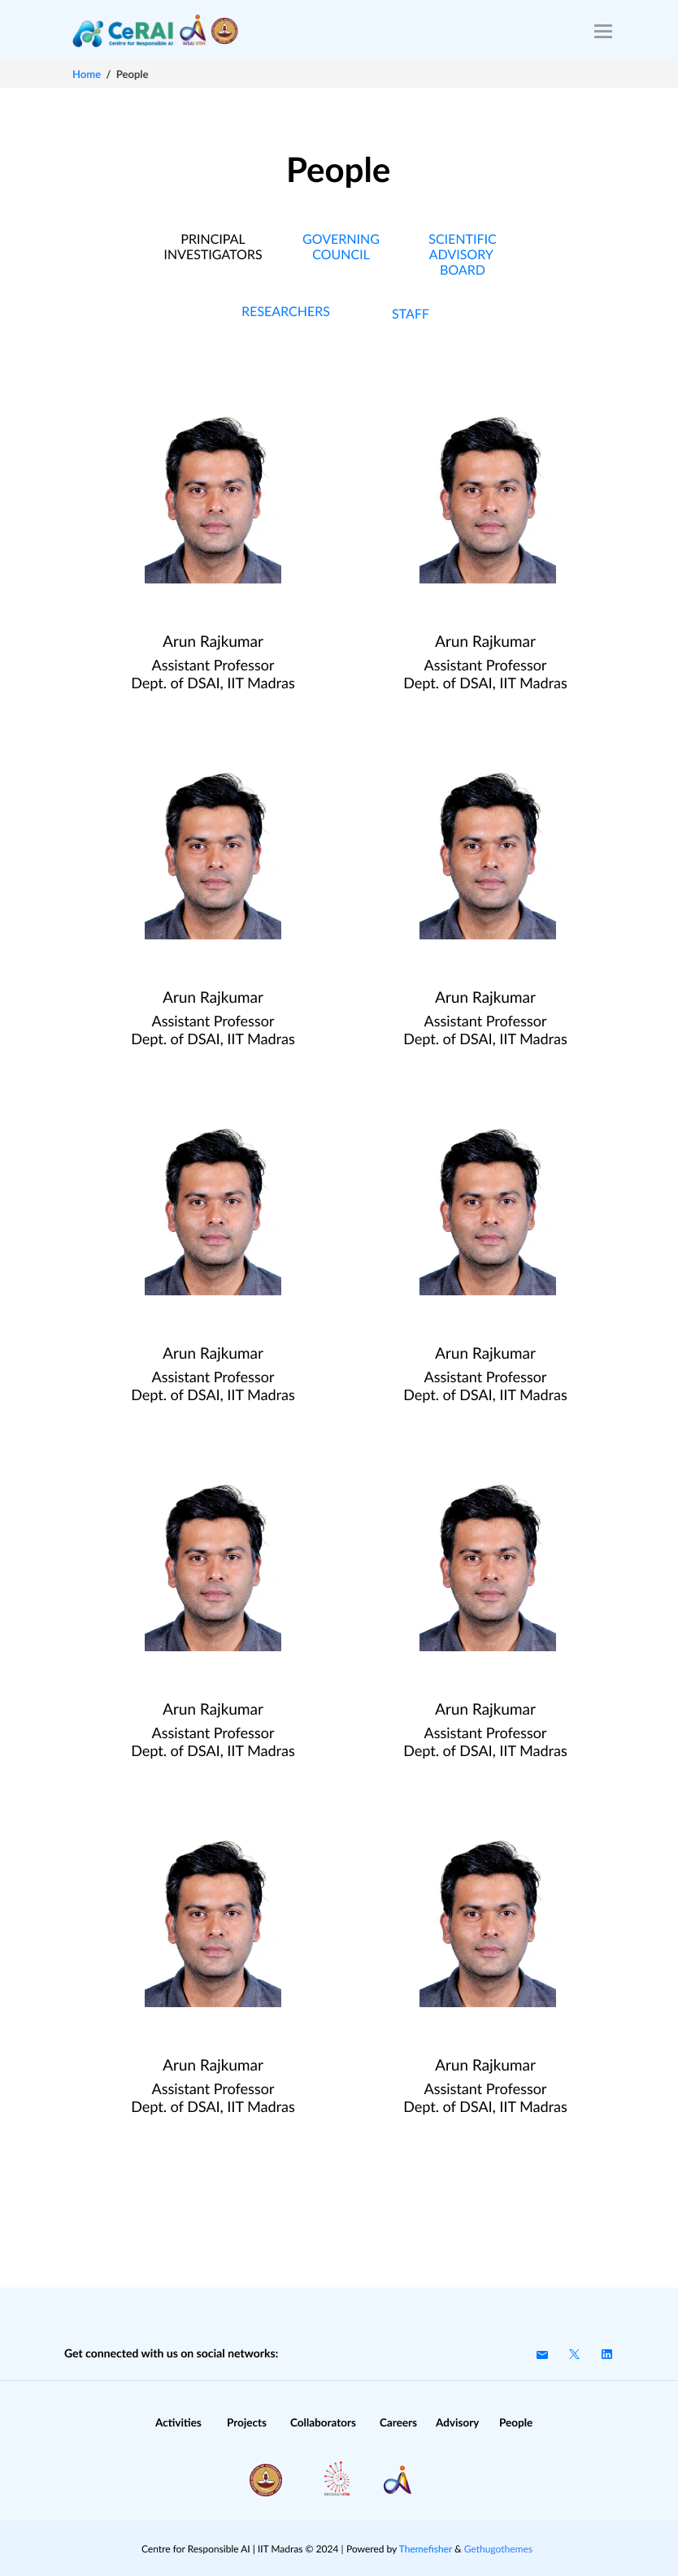 CeRAI
Centre for Responsible AI
WSAI IITM
Home / People
People
PRINCIPAL
INVESTIGATORS
GOVERNING
COUNCIL
SCIENTIFIC
ADVISORY
BOARD
RESEARCHERS
STAFF
Arun Rajkumar
Assistant Professor
Dept. of DSAI, IIT Madras
Arun Rajkumar
Assistant Professor
Dept. of DSAI, IIT Madras
Arun Rajkumar
Assistant Professor
Dept. of DSAI, IIT Madras
Arun Rajkumar
Assistant Professor
Dept. of DSAI, IIT Madras
Arun Rajkumar
Assistant Professor
Dept. of DSAI, IIT Madras
Arun Rajkumar
Assistant Professor
Dept. of DSAI, IIT Madras
Arun Rajkumar
Assistant Professor
Dept. of DSAI, IIT Madras
Arun Rajkumar
Assistant Professor
Dept. of DSAI, IIT Madras
Arun Rajkumar
Assistant Professor
Dept. of DSAI, IIT Madras
Arun Rajkumar
Assistant Professor
Dept. of DSAI, IIT Madras
Get connected with us on social networks:
Activities Projects Collaborators Careers Advisory People
Centre for Responsible AI | IIT Madras © 2024 | Powered by Themefisher & Gethugothemes